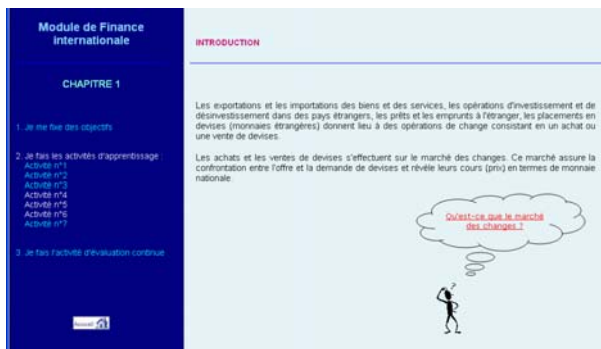 Module de Finance
internationale
CHAPITRE 1
1. Je me fixe des objectifs
2. Je fais les activités d'apprentissage :
Activité n°1
Activité n°2
Activité n°3
Activité n°4
Activité n°5
Activité n°6
Activité n°7
3. Je fais l'activité d'évaluation continue
Accueil
INTRODUCTION
Les exportations et les importations des biens et des services, les opérations d'investissement et de
désinvestissement dans des pays étrangers, les prêts et les emprunts à l'étranger, les placements en
devises (monnaies étrangères) donnent lieu à des opérations de change consistant en un achat ou
une vente de devises.
Les achats et les ventes de devises s'effectuent sur le marché des changes. Ce marché assure la
confrontation entre l'offre et la demande de devises et révèle leurs cours (prix) en termes de monnaie
nationale.
Qu'est-ce que le marché
des changes ?
?